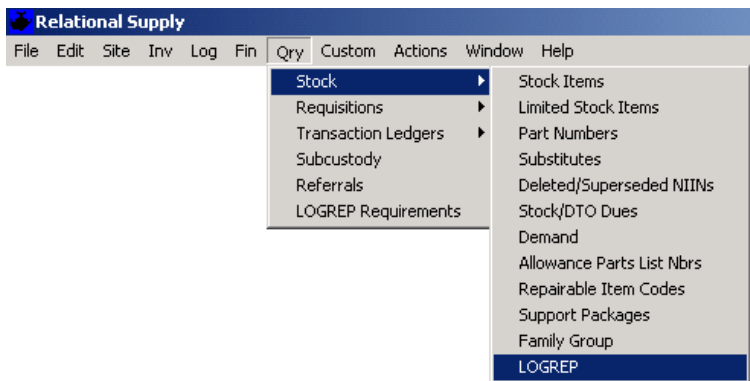 Relational Supply
File Edit Site Inv Log Fin Qry Custom Actions Window Help
Stock
Requisitions
Transaction Ledgers
Subcustody
Referrals
LOGREP Requirements
Stock Items
Limited Stock Items
Part Numbers
Substitutes
Deleted/Superseded NIINs
Stock/DTO Dues
Demand
Allowance Parts List Nbrs
Repairable Item Codes
Support Packages
Family Group
LOGREP